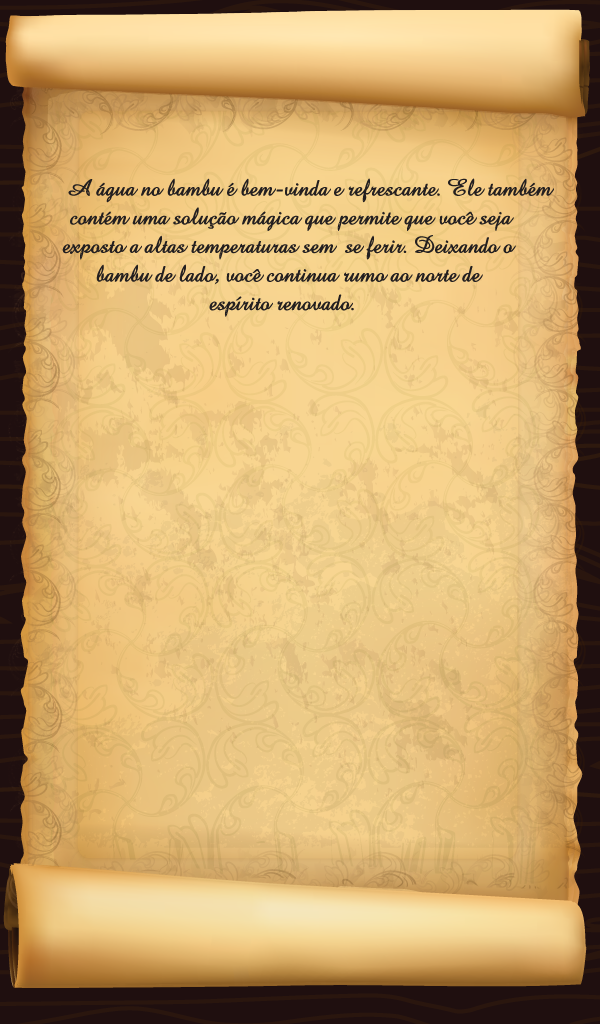 A água no bambu é bem-vinda e refrescante. Ele também
contém uma solução mágica que permite que você seja
exposto a altas temperaturas sem se ferir. Deixando o
bambu de lado, você continua rumo ao norte de
espírito renovado.